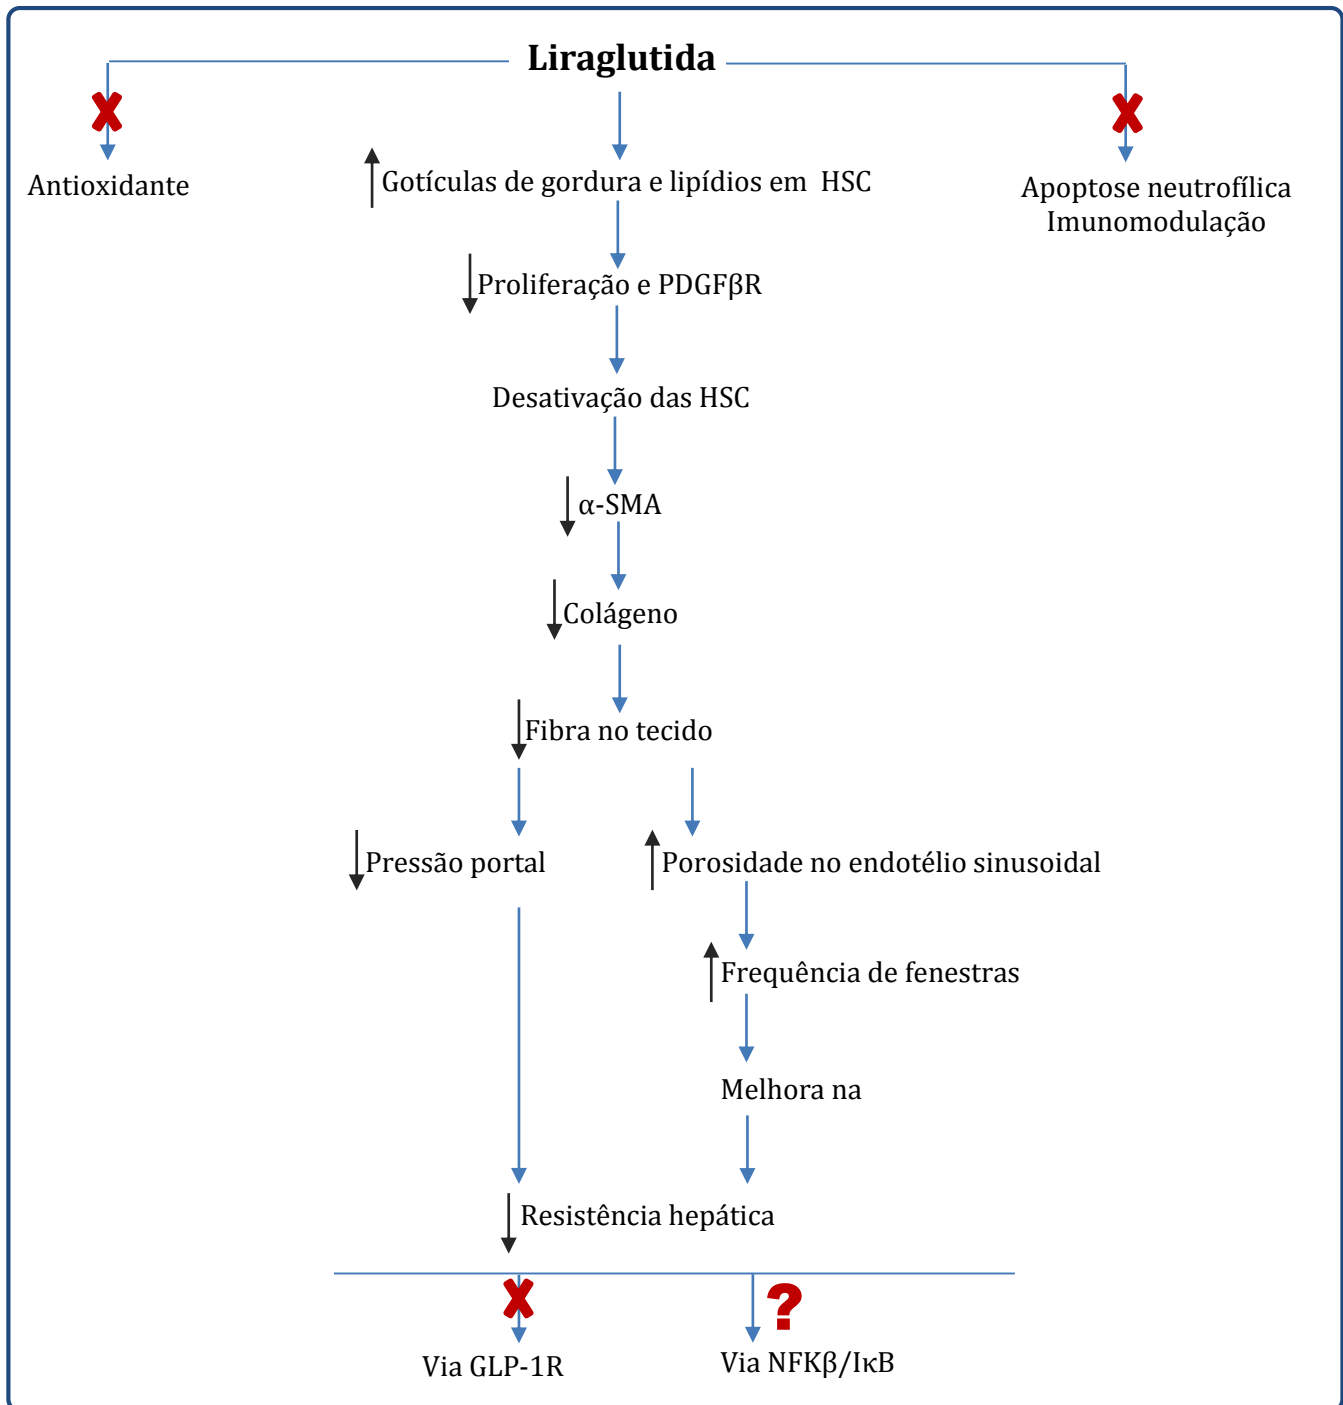 Liraglutida
Antioxidante
Gotículas de gordura e lipídios em HSC
Apoptose neutrofílica
Imunomodulação
Proliferação e PDGFβR
Desativação das HSC
α-SMA
Colágeno
Fibra no tecido
Pressão portal
Porosidade no endotélio sinusoidal
Frequência de fenestras
Melhora na
Resistência hepática
?
Via GLP-1R
Via NFKβ/IκB